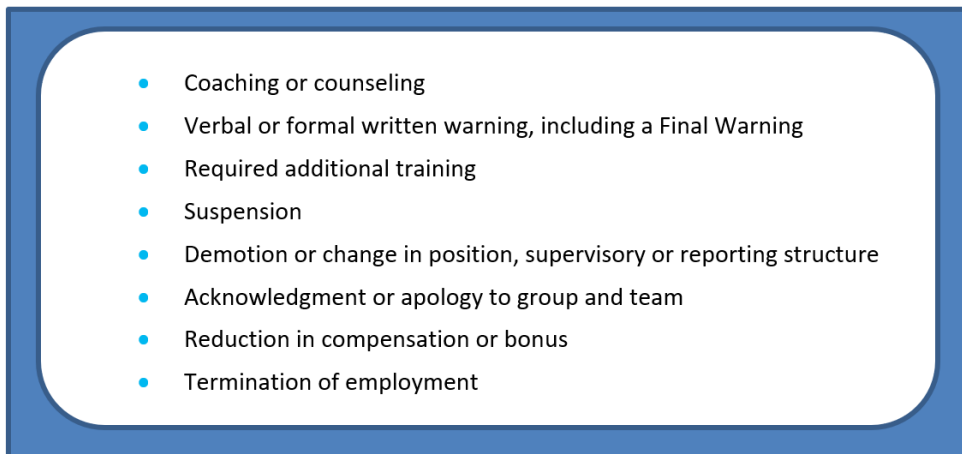 • Coaching or counseling
• Verbal or formal written warning, including a Final Warning
• Required additional training
• Suspension
• Demotion or change in position, supervisory or reporting structure
• Acknowledgment or apology to group and team
• Reduction in compensation or bonus
• Termination of employment